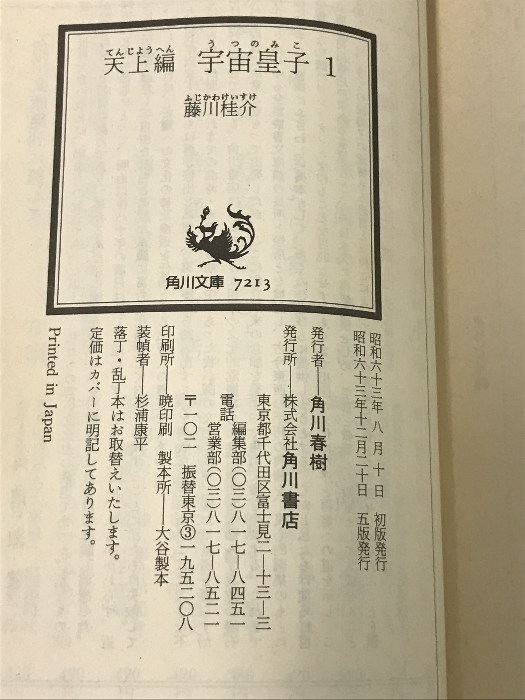 てんじょうへん うつのみこ
天上編 宇宙皇子 1
ふじかわけいすけ
藤川桂介
角川文庫 7213
昭和六十三年 八月 十日 初版発行
昭和六十三年十二月二十日 五版発行
発行者――角川春樹
発行所――株式会社角川書店
東京都千代田区富士見二―十三―三
電話 編集部(〇三)八一七―八四五一
営業部(〇三)八一七―八五二一
〒一〇二 振替東京③一九五二〇八
印刷所――暁印刷 製本所――大谷製本
装幀者――杉浦康平
落丁・乱丁本はお取替えいたします。
定価はカバーに明記してあります。
Printed in Japan